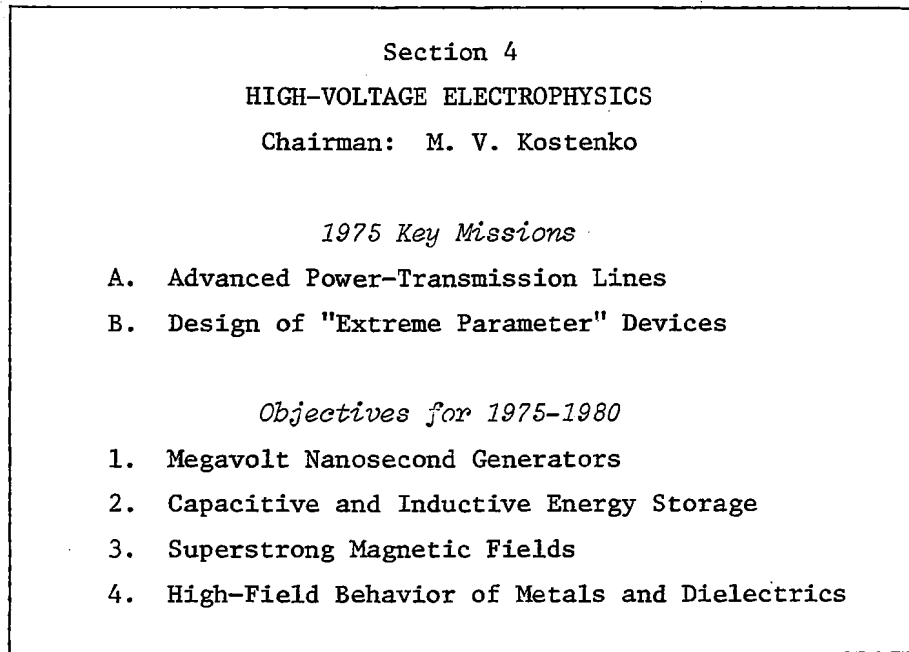 Section 4
HIGH-VOLTAGE ELECTROPHYSICS
Chairman: M. V. Kostenko
1975 Key Missions
A. Advanced Power-Transmission Lines
B. Design of "Extreme Parameter" Devices
Objectives for 1975-1980
1. Megavolt Nanosecond Generators
2. Capacitive and Inductive Energy Storage
3. Superstrong Magnetic Fields
4. High-Field Behavior of Metals and Dielectrics